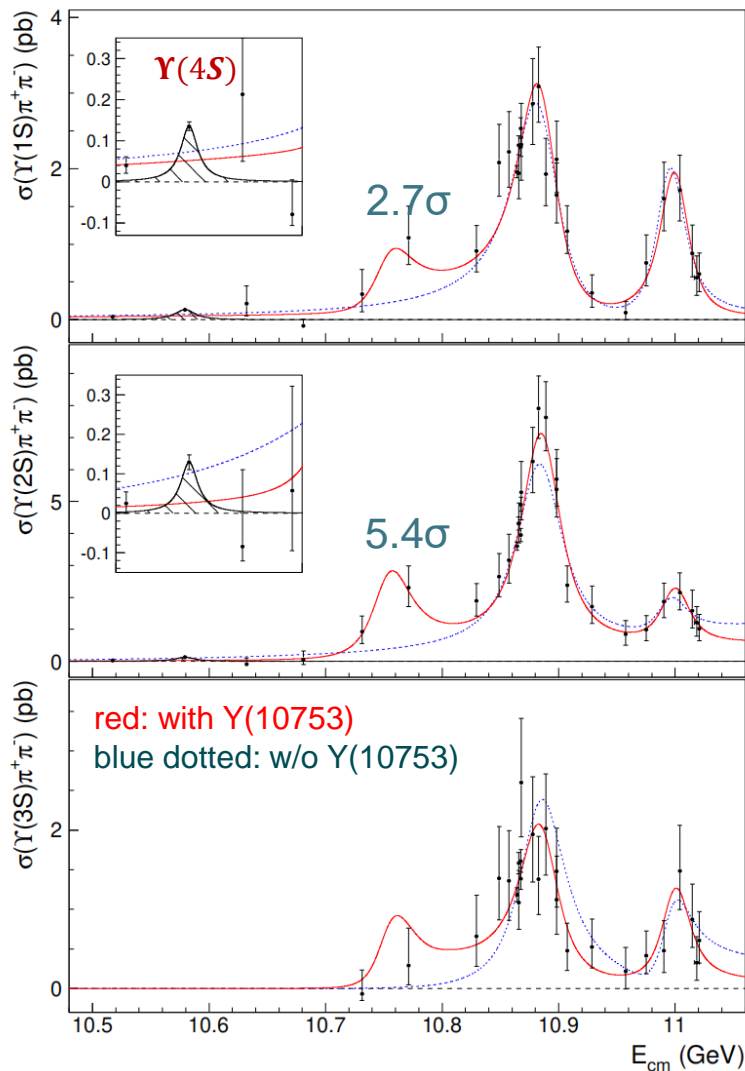 σ(ϒ(1S)π⁺π⁻) (pb)
4
2
0
0.3
0.2
0.1
0
-0.1
ϒ(4S)
2.7σ
σ(ϒ(2S)π⁺π⁻) (pb)
5
0
0.3
0.2
0.1
0
-0.1
5.4σ
σ(ϒ(3S)π⁺π⁻) (pb)
2
0
red: with Y(10753)
blue dotted: w/o Y(10753)
10.5 10.6 10.7 10.8 10.9 11
E_cm (GeV)